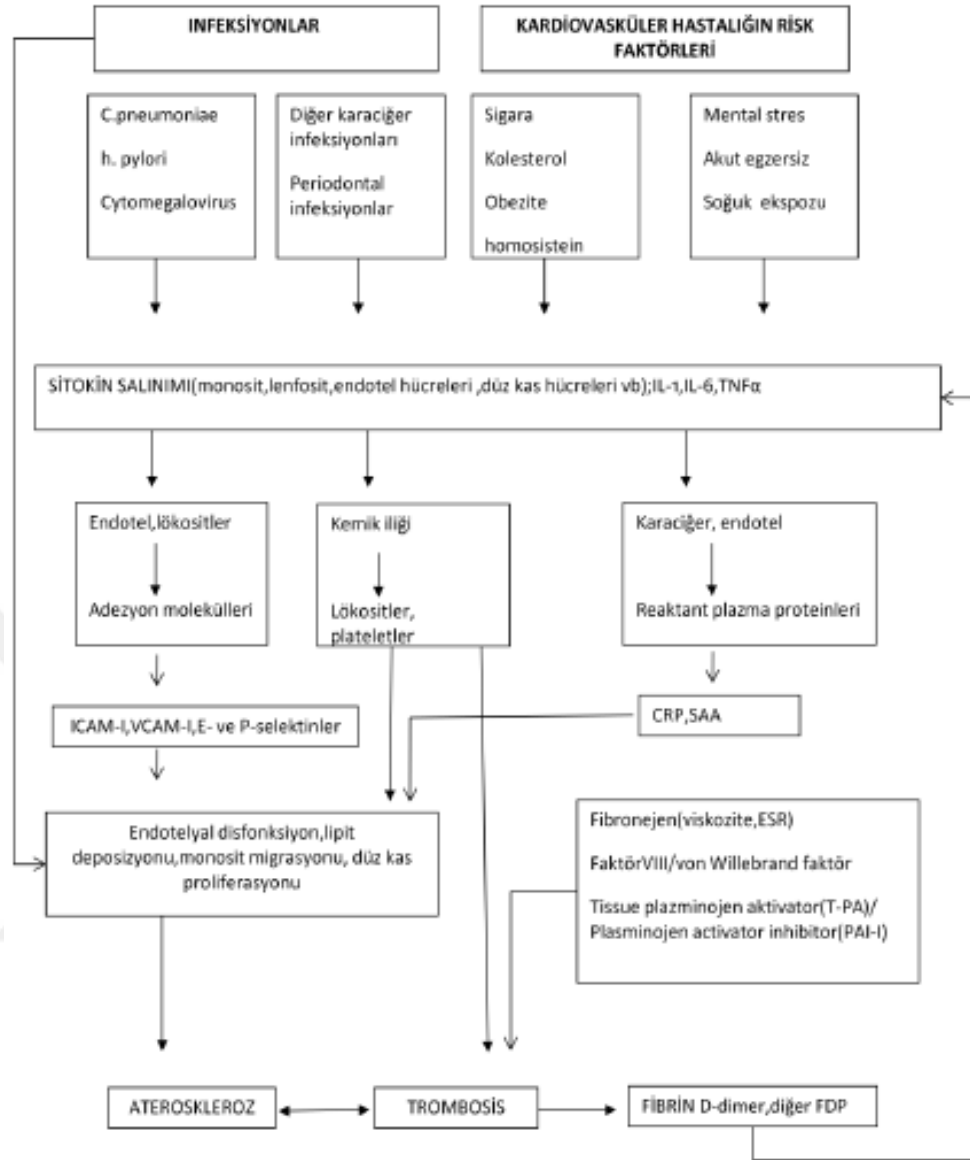 INFEKSİYONLAR
KARDİOVASKÜLER HASTALIĞIN RİSK
FAKTÖRLERİ
C.pneumoniae
h. pylori
Cytomegalovirus
Diğer karaciğer
infeksiyonları
Periodontal
infeksiyonlar
Sigara
Kolesterol
Obezite
homosistein
Mental stres
Akut egzersiz
Soğuk ekspozu
SİTOKİN SALINIMI(monosit,lenfosit,endotel hücreleri ,düz kas hücreleri vb);IL-1,IL-6,TNFα
Endotel,lökositler
Adezyon molekülleri
Kemik iliği
Lökositler,
plateletler
Karaciğer, endotel
Reaktant plazma proteinleri
ICAM-I,VCAM-I,E- ve P-selektinler
CRP,SAA
Endotelyal disfonksiyon,lipit
deposizyonu,monosit migrasyonu, düz kas
proliferasyonu
Fibronejen(viskozite,ESR)
FaktörVIII/von Willebrand faktör
Tissue plazminojen aktivator(T-PA)/
Plasminojen activator inhibitor(PAI-I)
ATEROSKLEROZ
TROMBOSİS
FİBRİN D-dimer,diğer FDP